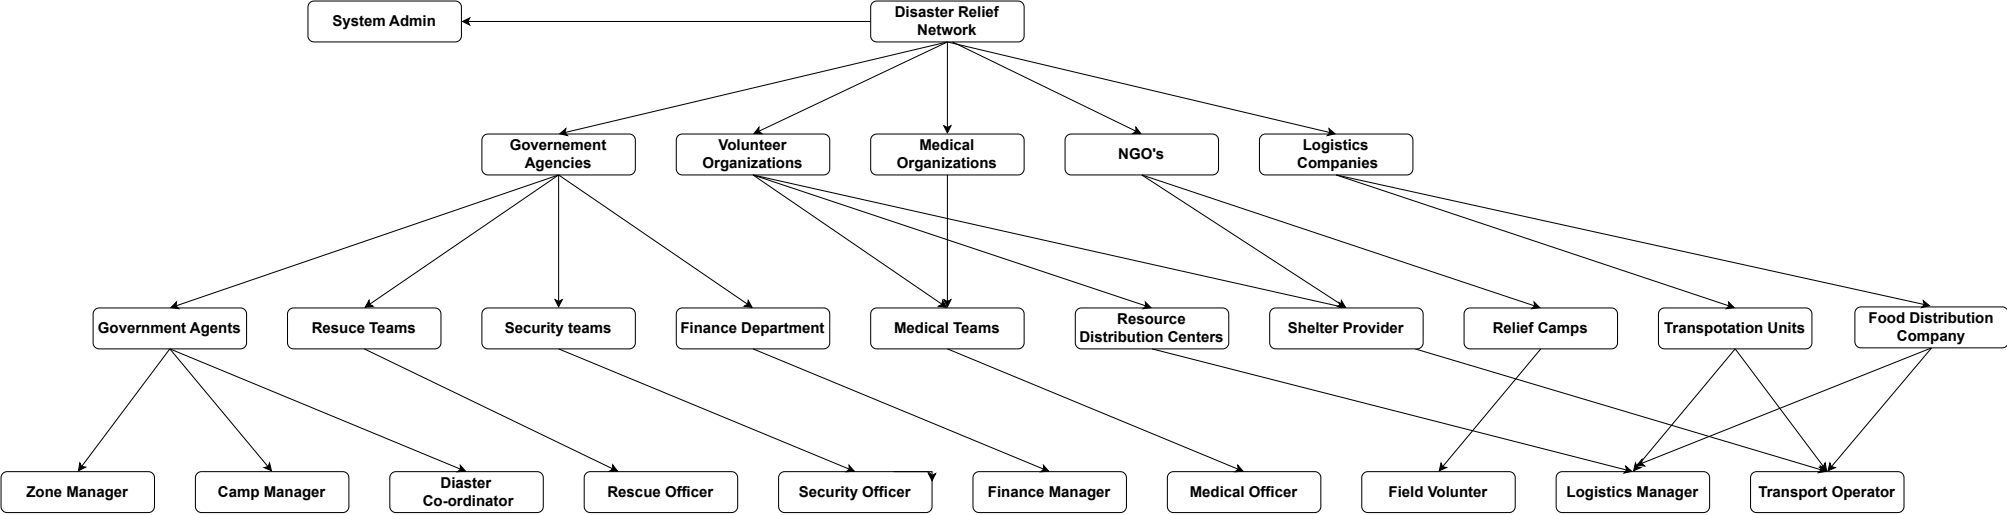 System Admin
Disaster Relief
Network
Governement
Agencies
Volunteer
Organizations
Medical
Organizations
NGO's
Logistics
Companies
Government Agents
Resuce Teams
Security teams
Finance Department
Medical Teams
Resource
Distribution Centers
Shelter Provider
Relief Camps
Transpotation Units
Food Distribution
Company
Zone Manager
Camp Manager
Diaster
Co-ordinator
Rescue Officer
Security Officer
Finance Manager
Medical Officer
Field Volunter
Logistics Manager
Transport Operator